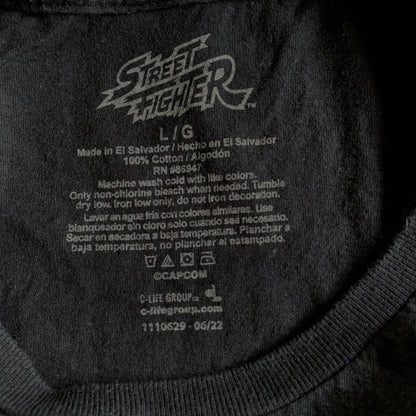 STREET
FIGHTER™
L / G
Made in El Salvador / Hecho en El Salvador
100% Cotton / Algodón
RN #86947
Machine wash cold with like colors.
Only non-chlorine bleach when needed. Tumble
dry low. Iron low only, do not iron decoration.
Lavar en agua fría con colores similares. Use
blanqueador sin cloro solo cuando sea necesario.
Secar en secadora a baja temperatura. Planchar a
baja temperatura, no planchar el estampado.
©CAPCOM
C-LIFE GROUP
c-lifegroup.com
1110629 - 06/22